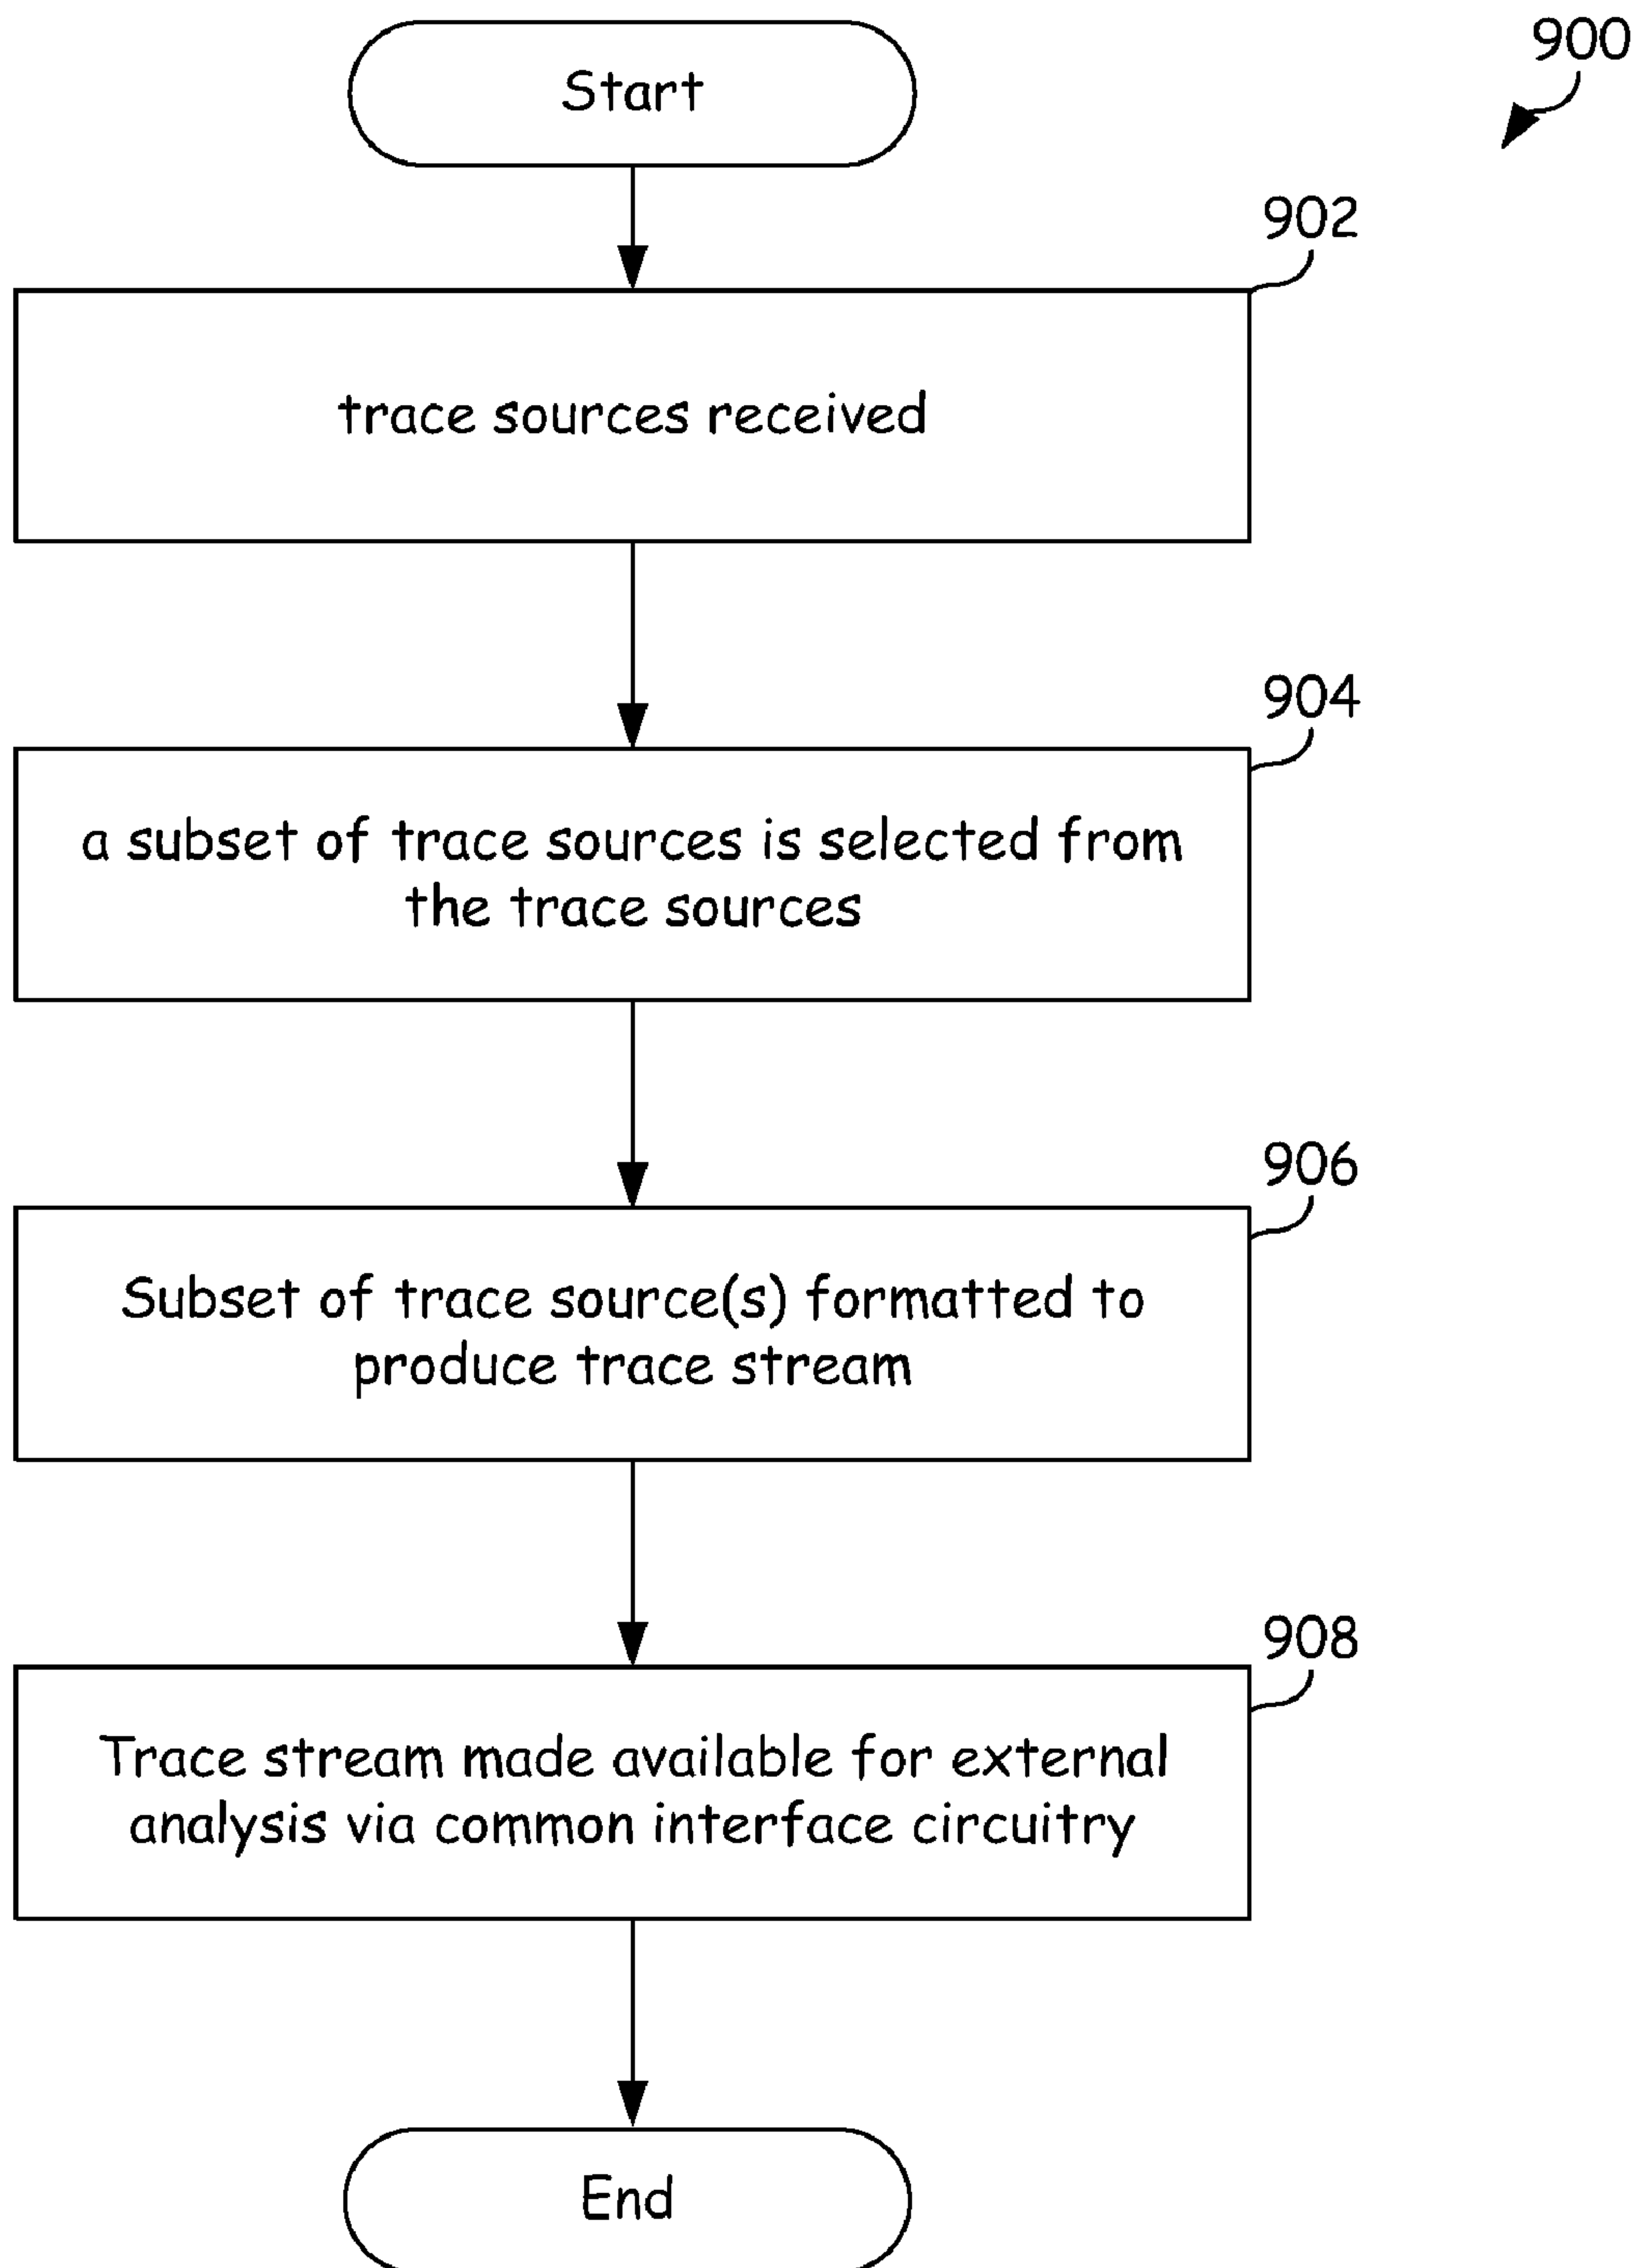 900
Start
902
trace sources received
904
a subset of trace sources is selected from
the trace sources
906
Subset of trace source(s) formatted to
produce trace stream
908
Trace stream made available for external
analysis via common interface circuitry
End